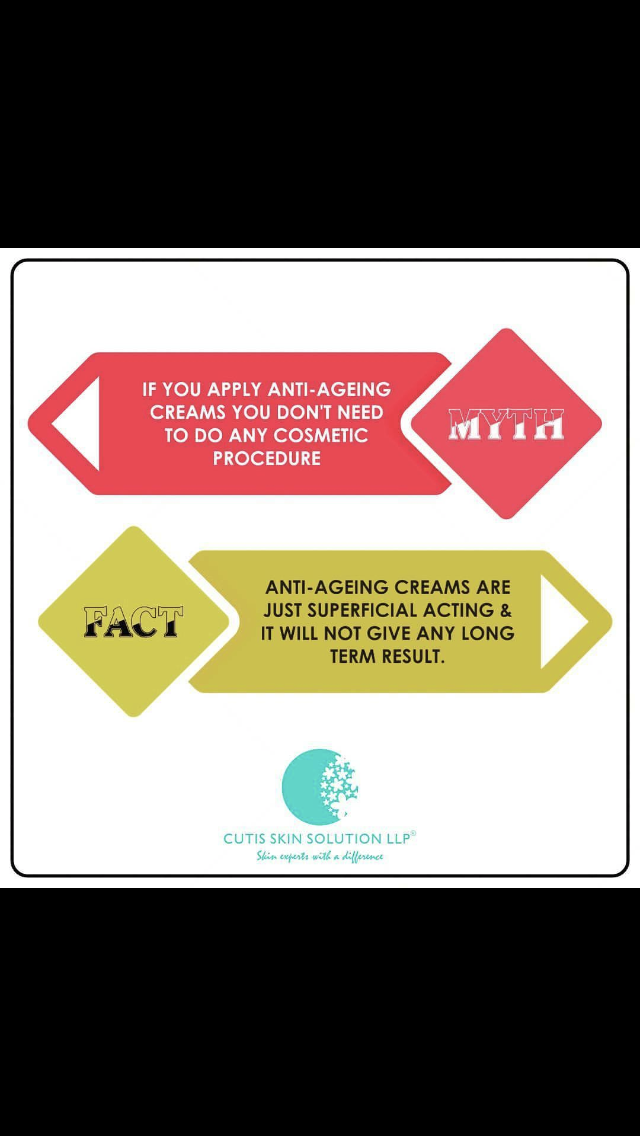 IF YOU APPLY ANTI-AGEING
CREAMS YOU DON'T NEED
TO DO ANY COSMETIC
PROCEDURE
MYTH
FACT
ANTI-AGEING CREAMS ARE
JUST SUPERFICIAL ACTING &
IT WILL NOT GIVE ANY LONG
TERM RESULT.
CUTIS SKIN SOLUTION LLP®
Skin experts with a difference